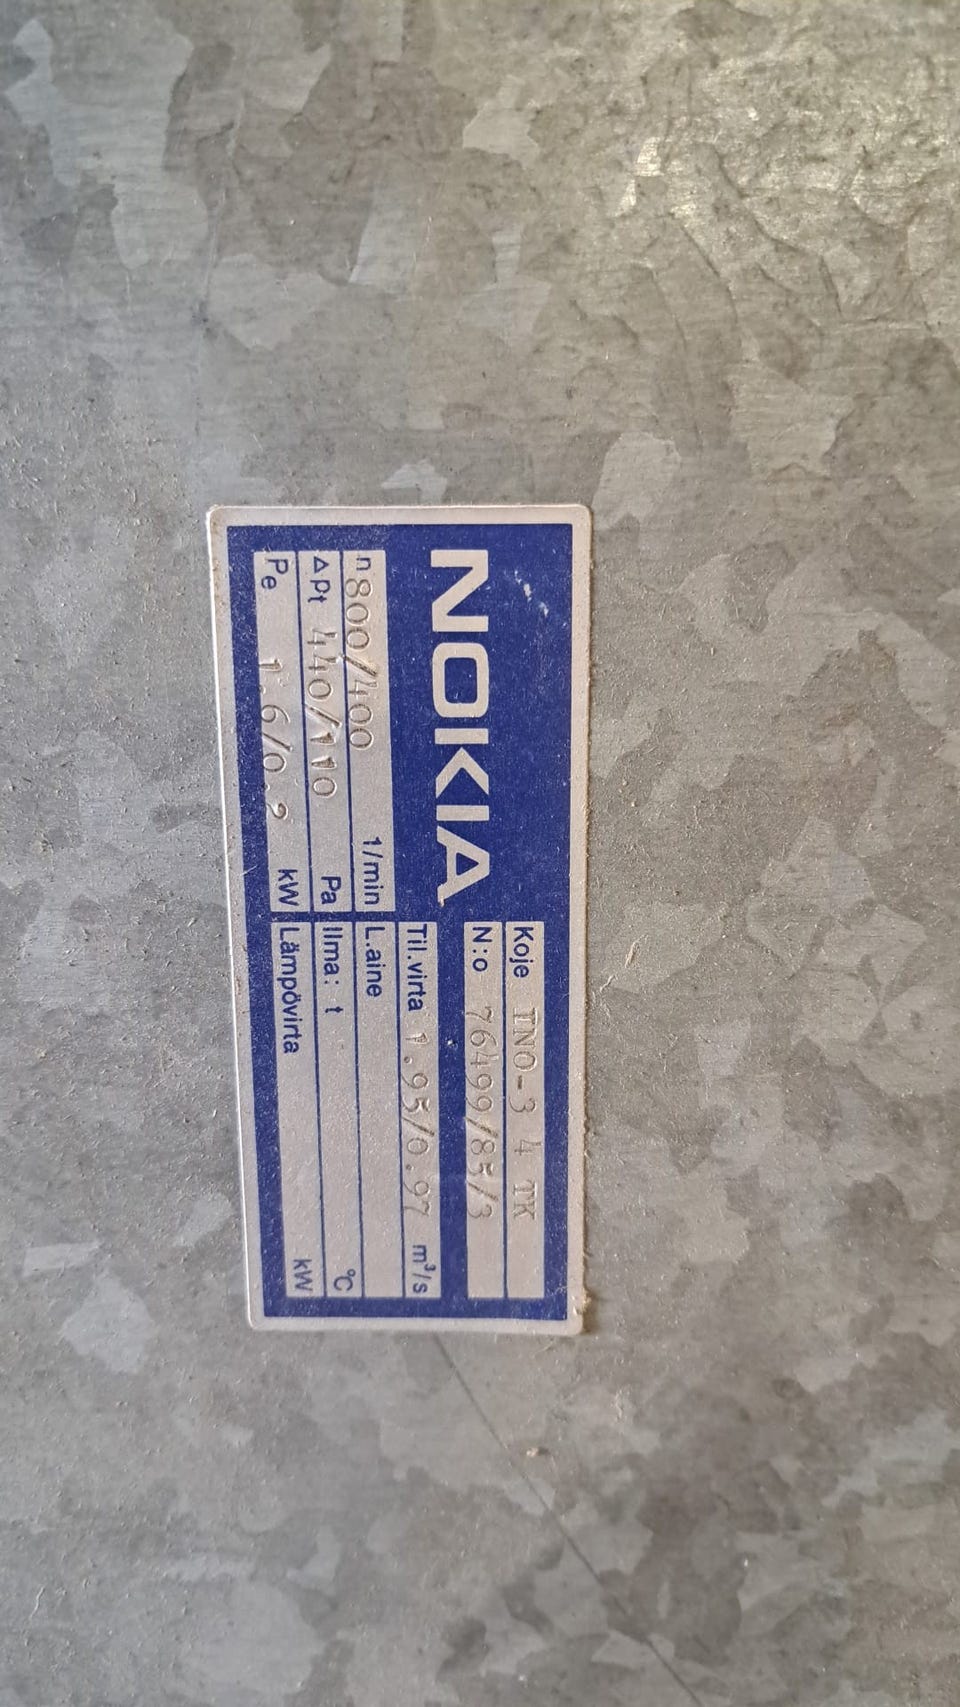 NOKIA
n 800/400 1/min
△Pt 440/110 Pa
Pe 1.6/0.2 kW
Koje TNO-3 4 TK
N:o 76499/85/3
Til.virta 1.95/0.97 m³/s
L.aine
Ilma: t °C
Lämpövirta kW